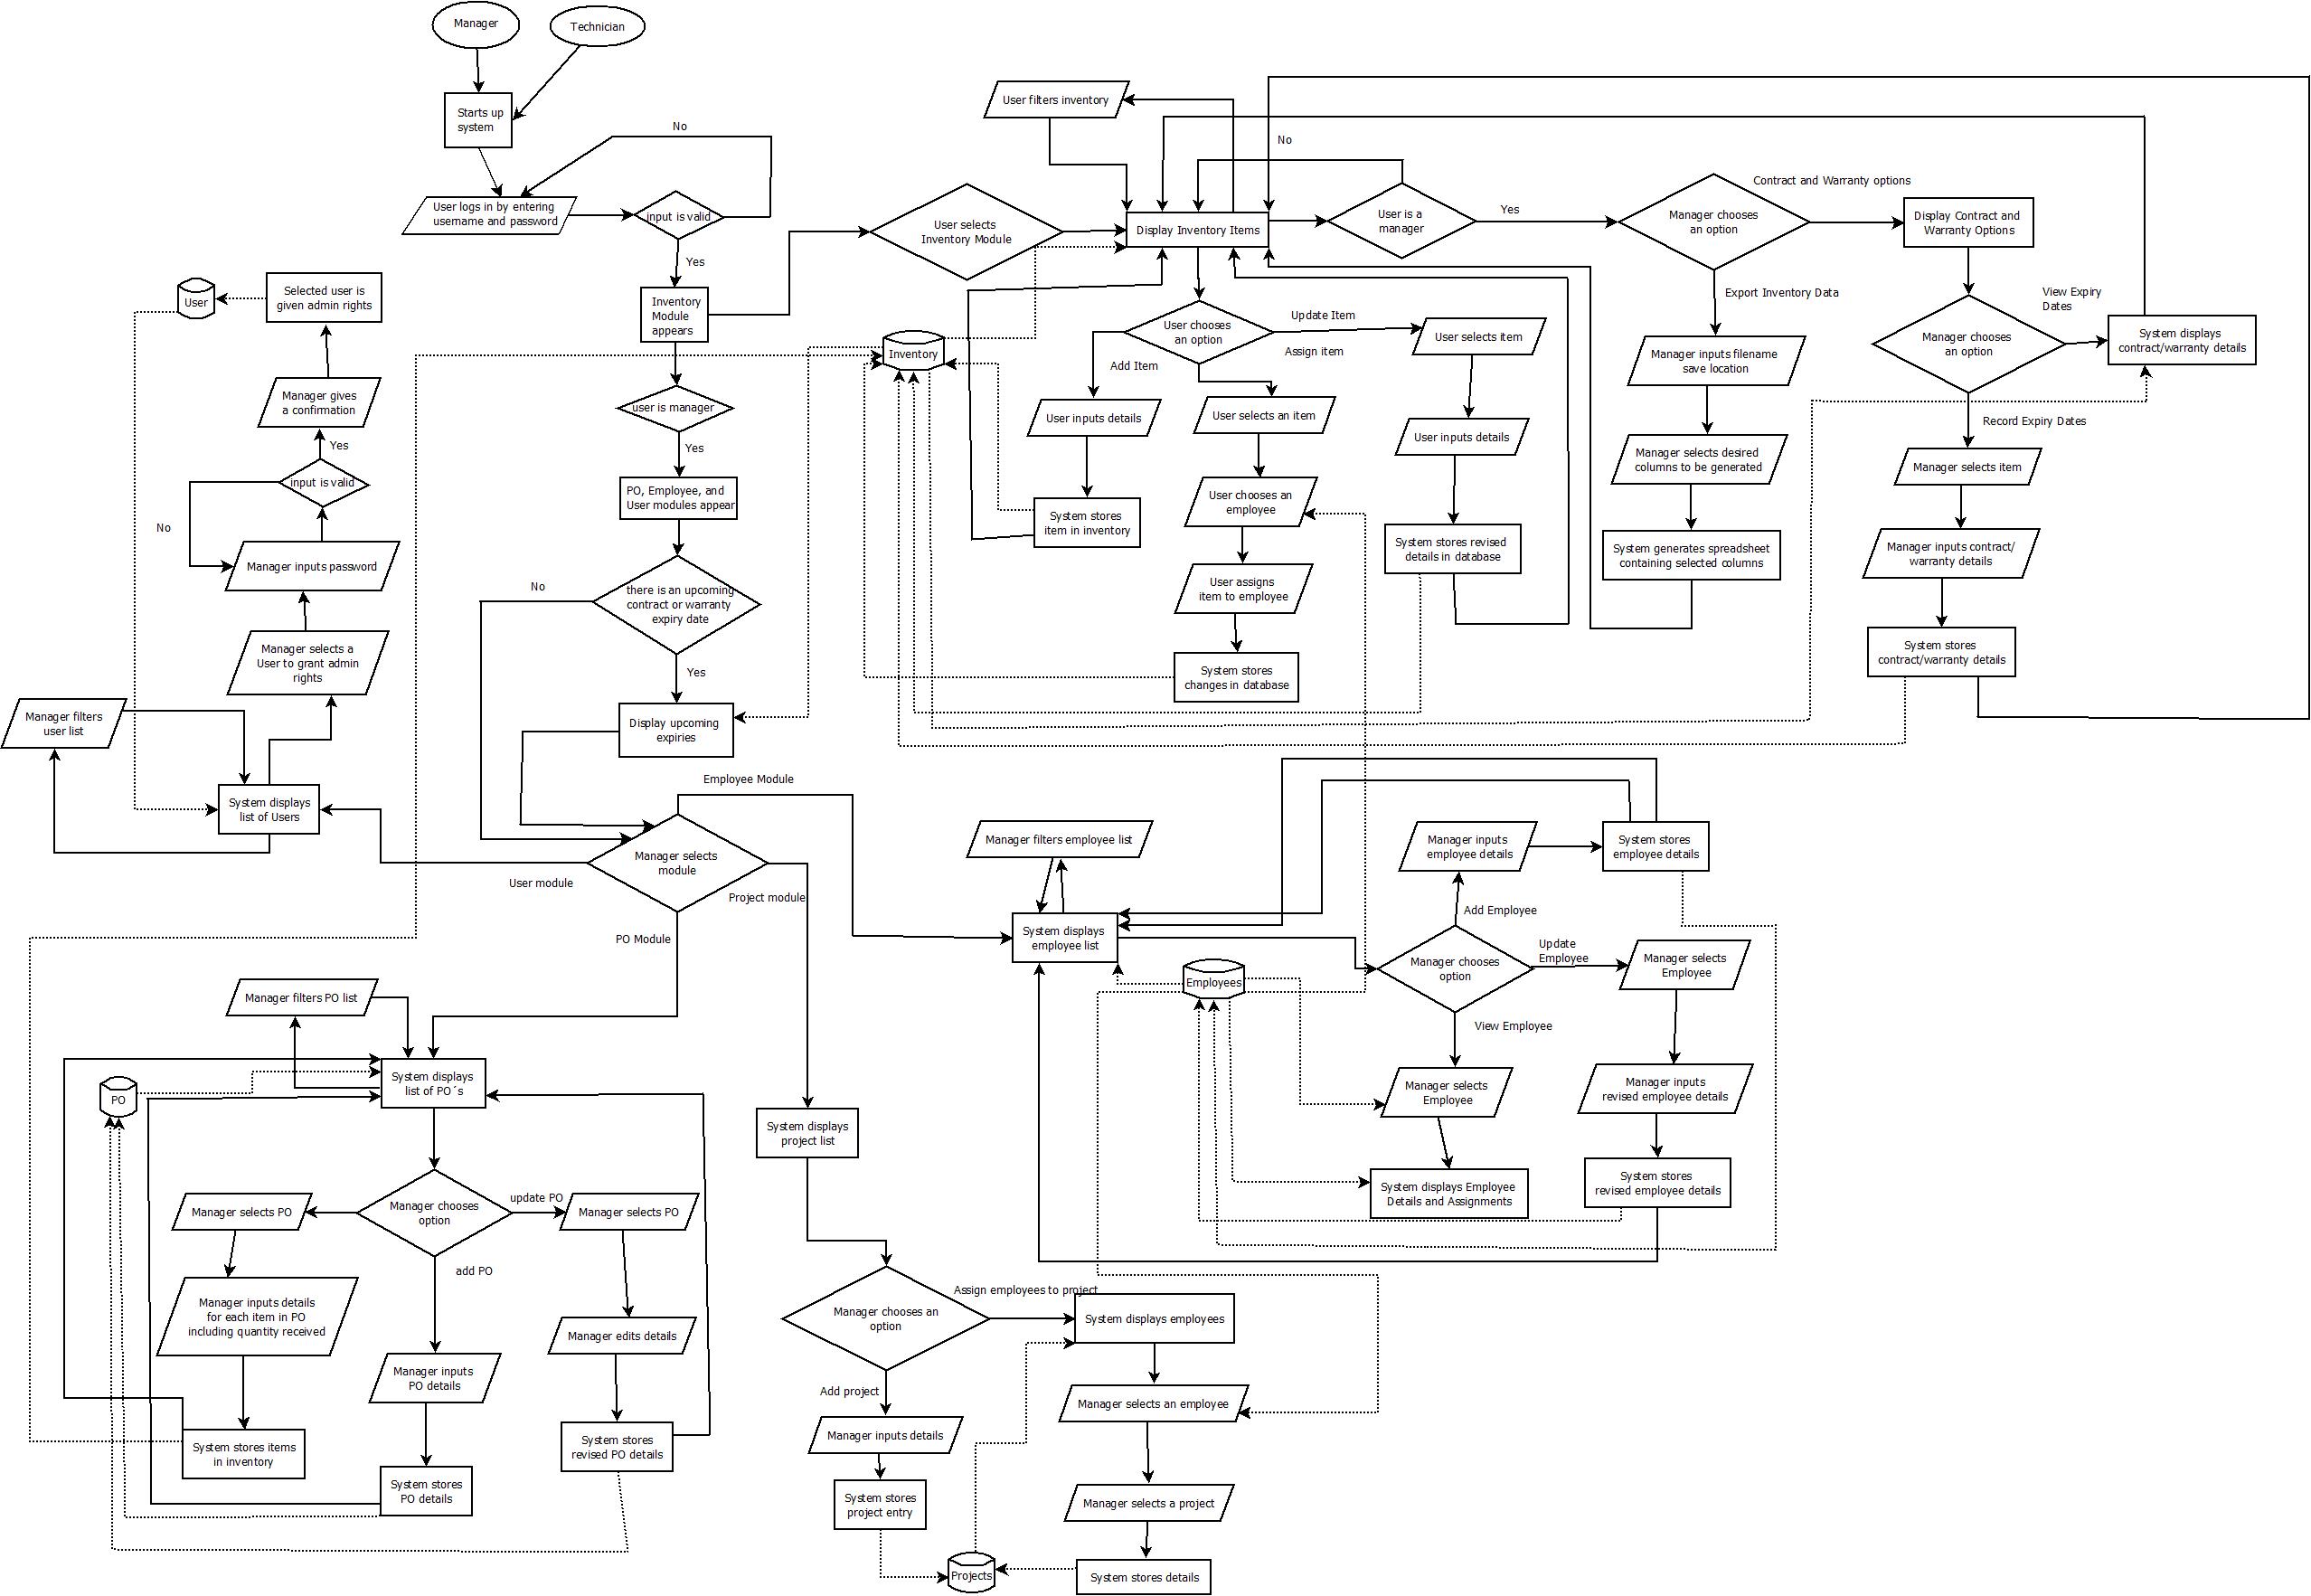 Manager
Technician
Starts up
system
No
User logs in by entering
username and password
input is valid
Yes
Inventory
Module
appears
user is manager
Yes
PO, Employee, and
User modules appear
there is an upcoming
contract or warranty
expiry date
No
Yes
Display upcoming
expiries
Manager selects
module
Employee Module
User module
Project module
PO Module
User
Selected user is
given admin rights
Manager gives
a confirmation
Yes
input is valid
No
Manager inputs password
Manager selects a
User to grant admin
rights
Manager filters
user list
System displays
list of Users
User filters inventory
User selects
Inventory Module
Display Inventory Items
No
User is a
manager
Yes
Manager chooses
an option
Contract and Warranty options
Display Contract and
Warranty Options
Export Inventory Data
Manager chooses
an option
View Expiry
Dates
System displays
contract/warranty details
Record Expiry Dates
Inventory
User chooses
an option
Update Item
Assign item
Add Item
User selects item
User inputs details
User selects an item
User inputs details
User chooses an
employee
System stores
item in inventory
User assigns
item to employee
System stores revised
details in database
System stores
changes in database
Manager inputs filename
save location
Manager selects desired
columns to be generated
System generates spreadsheet
containing selected columns
Manager selects item
Manager inputs contract/
warranty details
System stores
contract/warranty details
Manager filters employee list
System displays
employee list
Employees
Manager inputs
employee details
System stores
employee details
Add Employee
Manager chooses
option
Update
Employee
Manager selects
Employee
View Employee
Manager selects
Employee
Manager inputs
revised employee details
System displays Employee
Details and Assignments
System stores
revised employee details
Manager filters PO list
PO
System displays
list of PO´s
Manager selects PO
Manager chooses
option
update PO
Manager selects PO
add PO
Manager inputs details
for each item in PO
including quantity received
Manager inputs
PO details
Manager edits details
System stores items
in inventory
System stores
PO details
System stores
revised PO details
System displays
project list
Manager chooses an
option
Assign employees to project
System displays employees
Add project
Manager inputs details
Manager selects an employee
System stores
project entry
Manager selects a project
Projects
System stores details